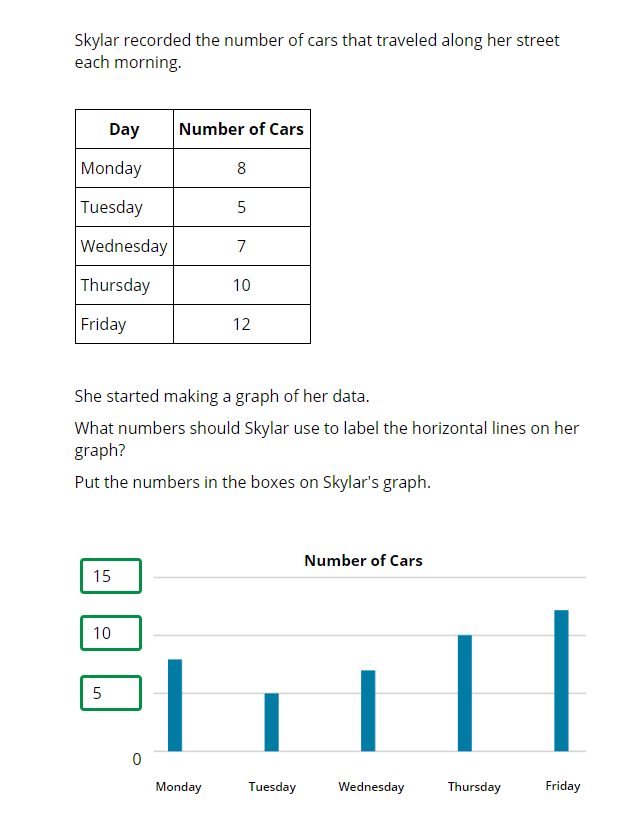 Skylar recorded the number of cars that traveled along her street
each morning.
Day Number of Cars
Monday 8
Tuesday 5
Wednesday 7
Thursday 10
Friday 12
She started making a graph of her data.
What numbers should Skylar use to label the horizontal lines on her
graph?
Put the numbers in the boxes on Skylar's graph.
Number of Cars
15
10
5
0
Monday Tuesday Wednesday Thursday Friday